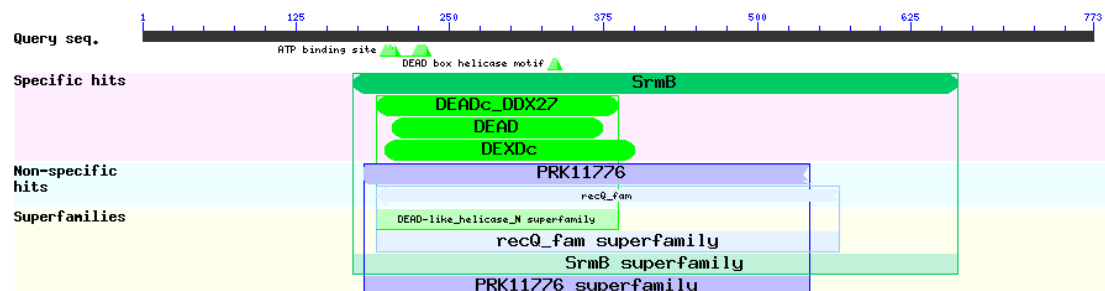 1 125 250 375 500 625 773
Query seq.
ATP binding site
DEAD box helicase motif
Specific hits
SrmB
DEADc_DDX27
DEAD
DEXDc
Non-specific
hits
PRK11776
recQ_fam
Superfamilies
DEAD-like_helicase_N superfamily
recQ_fam superfamily
SrmB superfamily
PRK11776 superfamily